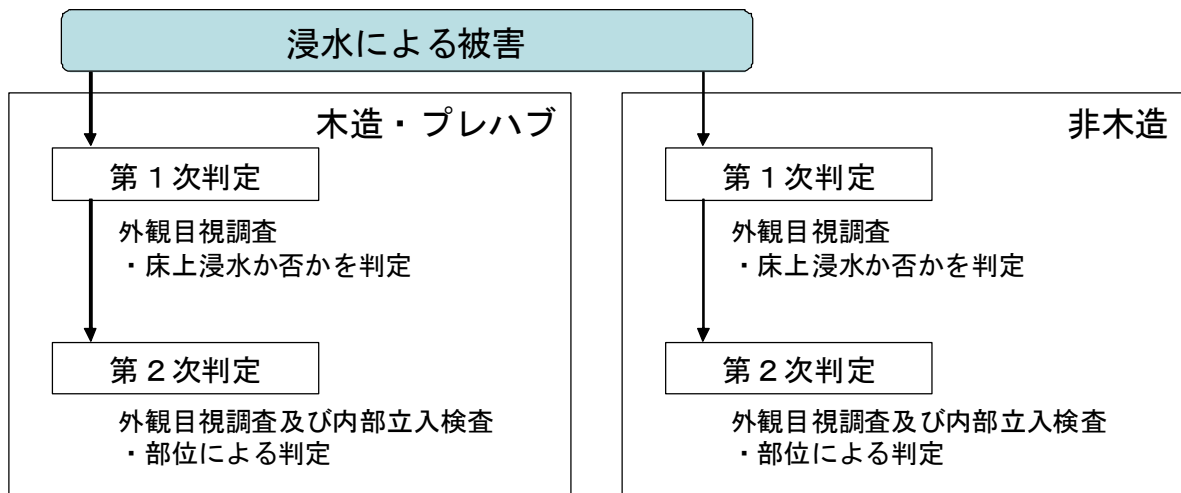 浸水による被害
木造・プレハブ
第１次判定
外観目視調査
・床上浸水か否かを判定
第２次判定
外観目視調査及び内部立入検査
・部位による判定
非木造
第１次判定
外観目視調査
・床上浸水か否かを判定
第２次判定
外観目視調査及び内部立入検査
・部位による判定